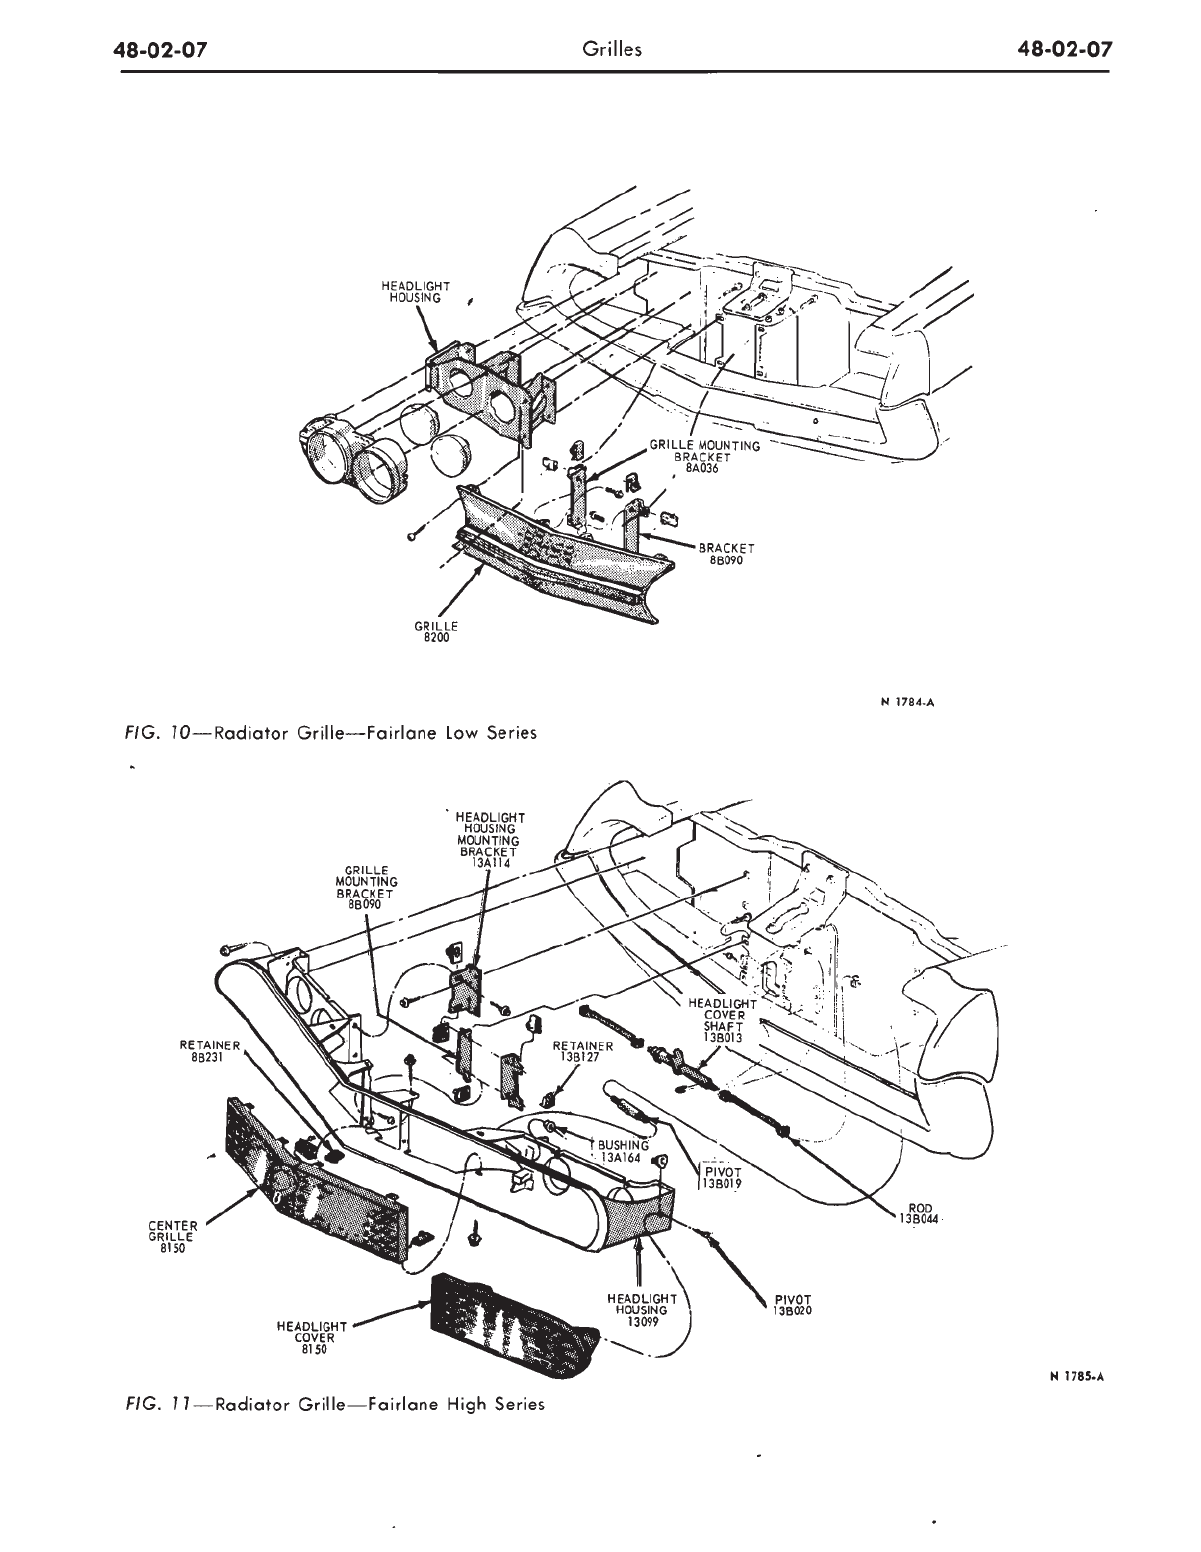 48-02-07 Grilles 48-02-07
HEADLIGHT
HOUSING
GRILLE MOUNTING
BRACKET
8A036
BRACKET
8B090
GRILLE
8200
N 1784-A
FIG. 10—Radiator Grille—Fairlane Low Series
HEADLIGHT
HOUSING
MOUNTING
BRACKET
13A114
GRILLE
MOUNTING
BRACKET
8B090
HEADLIGHT
COVER
SHAFT
13B013
RETAINER
8B231
RETAINER
13B127
BUSHING
13A164
PIVOT
13B019
ROD
13B044
CENTER
GRILLE
8150
HEADLIGHT
HOUSING
13099
PIVOT
13B020
HEADLIGHT
COVER
8150
N 1785-A
FIG. 11—Radiator Grille—Fairlane High Series